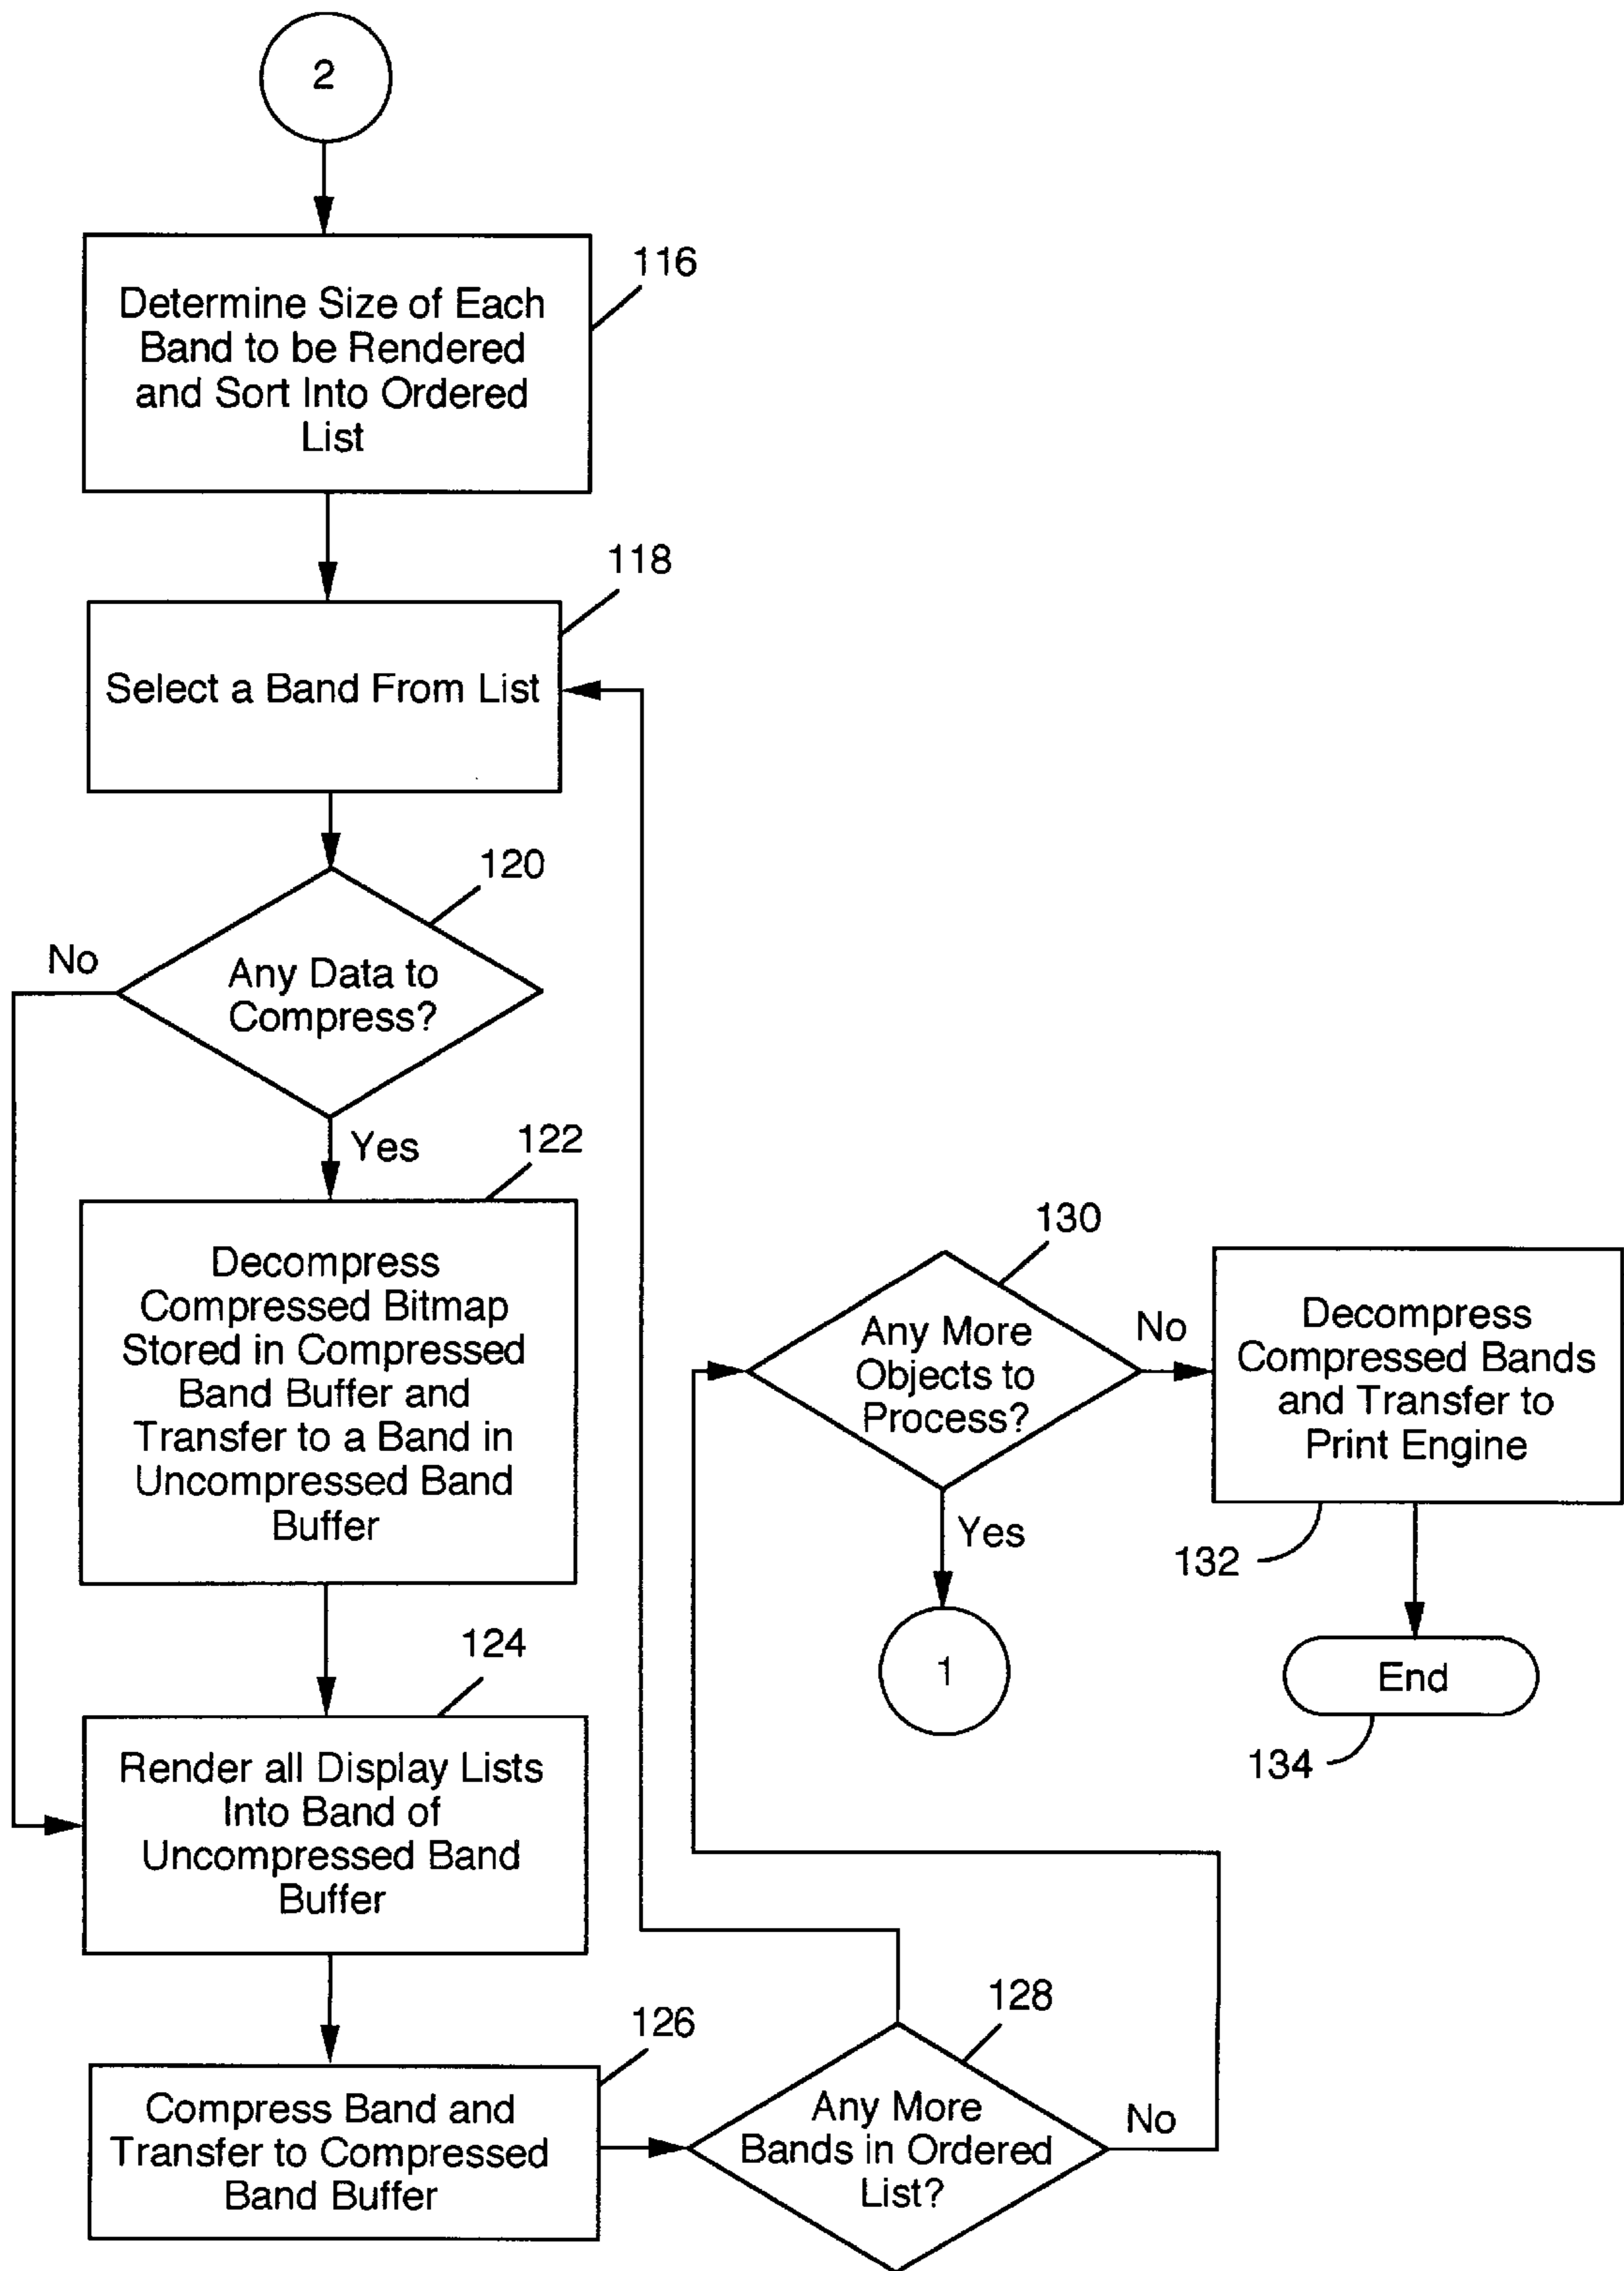 2
116
Determine Size of Each
Band to be Rendered
and Sort Into Ordered
List
118
Select a Band From List
120
No
Any Data to
Compress?
Yes
122
Decompress
Compressed Bitmap
Stored in Compressed
Band Buffer and
Transfer to a Band in
Uncompressed Band
Buffer
124
Render all Display Lists
Into Band of
Uncompressed Band
Buffer
126
Compress Band and
Transfer to Compressed
Band Buffer
128
Any More
Bands in Ordered
List?
No
130
Any More
Objects to
Process?
No
Yes
1
Decompress
Compressed Bands
and Transfer to
Print Engine
132
End
134